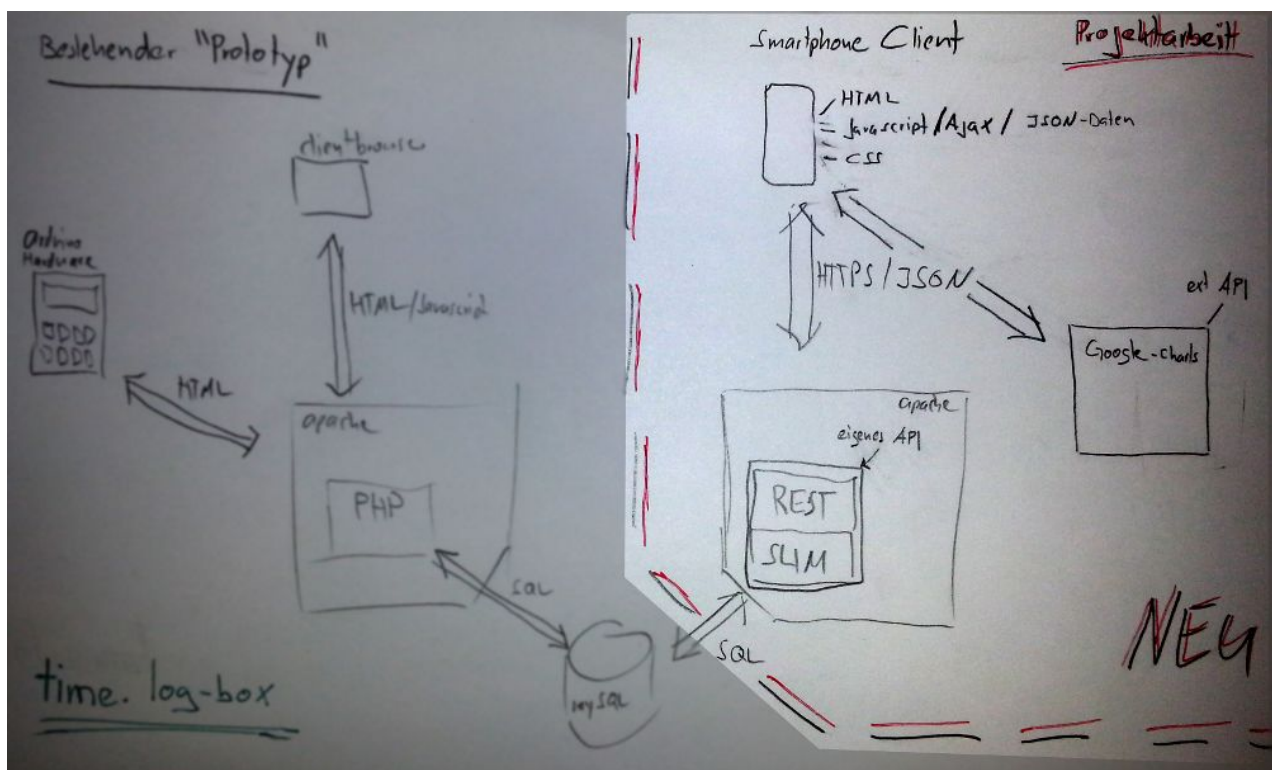 Bestehender "Prototyp"
client browser
Arduino
Hardware
HTML/Javascript
HTML
apache
PHP
SQL
mySQL
time.log-box
Smartphone Client
Projektarbeitt
HTML
Javascript/Ajax/ JSON-Daten
CSS
HTTPS/JSON
ext API
Google-Charts
apache
eigenes API
REST
SLIM
SQL
NEU